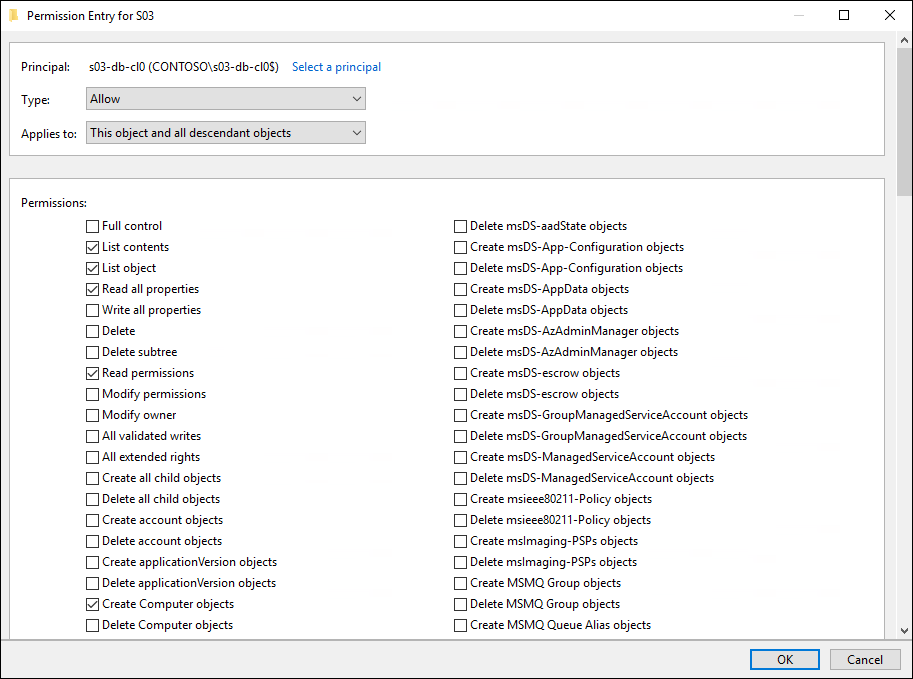 Permission Entry for S03
Principal: s03-db-cl0 (CONTOSO\s03-db-cl0$) Select a principal
Type: Allow
Applies to: This object and all descendant objects
Permissions:
Full control
List contents
List object
Read all properties
Write all properties
Delete
Delete subtree
Read permissions
Modify permissions
Modify owner
All validated writes
All extended rights
Create all child objects
Delete all child objects
Create account objects
Delete account objects
Create applicationVersion objects
Delete applicationVersion objects
Create Computer objects
Delete Computer objects
Delete msDS-aadState objects
Create msDS-App-Configuration objects
Delete msDS-App-Configuration objects
Create msDS-AppData objects
Delete msDS-AppData objects
Create msDS-AzAdminManager objects
Delete msDS-AzAdminManager objects
Create msDS-escrow objects
Delete msDS-escrow objects
Create msDS-GroupManagedServiceAccount objects
Delete msDS-GroupManagedServiceAccount objects
Create msDS-ManagedServiceAccount objects
Delete msDS-ManagedServiceAccount objects
Create msieee80211-Policy objects
Delete msieee80211-Policy objects
Create msImaging-PSPs objects
Delete msImaging-PSPs objects
Create MSMQ Group objects
Delete MSMQ Group objects
Create MSMQ Queue Alias objects
OK
Cancel